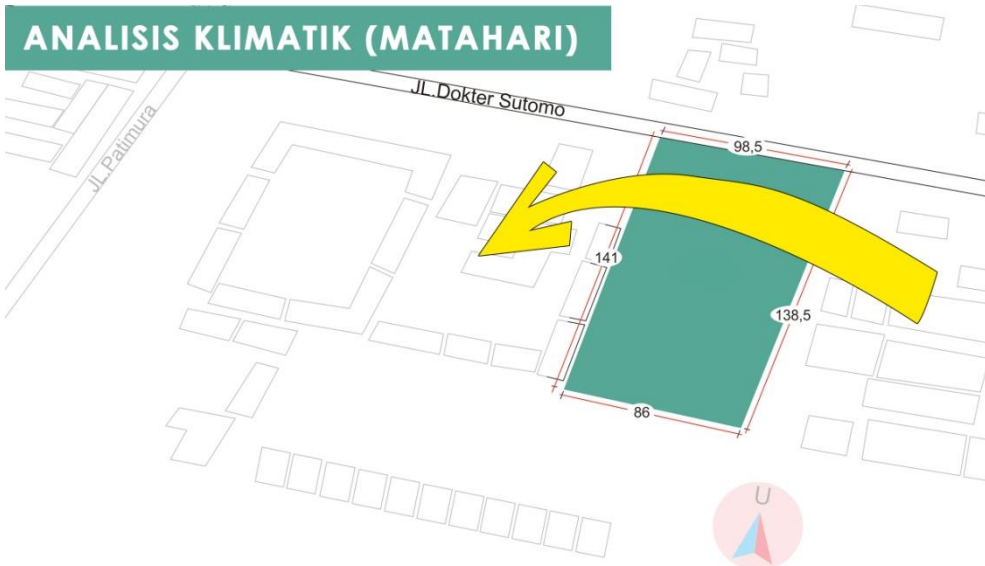 ANALISIS KLIMATIK (MATAHARI)
JL.Dokter Sutomo
JL.Patimura
98,5
141
138,5
86
U